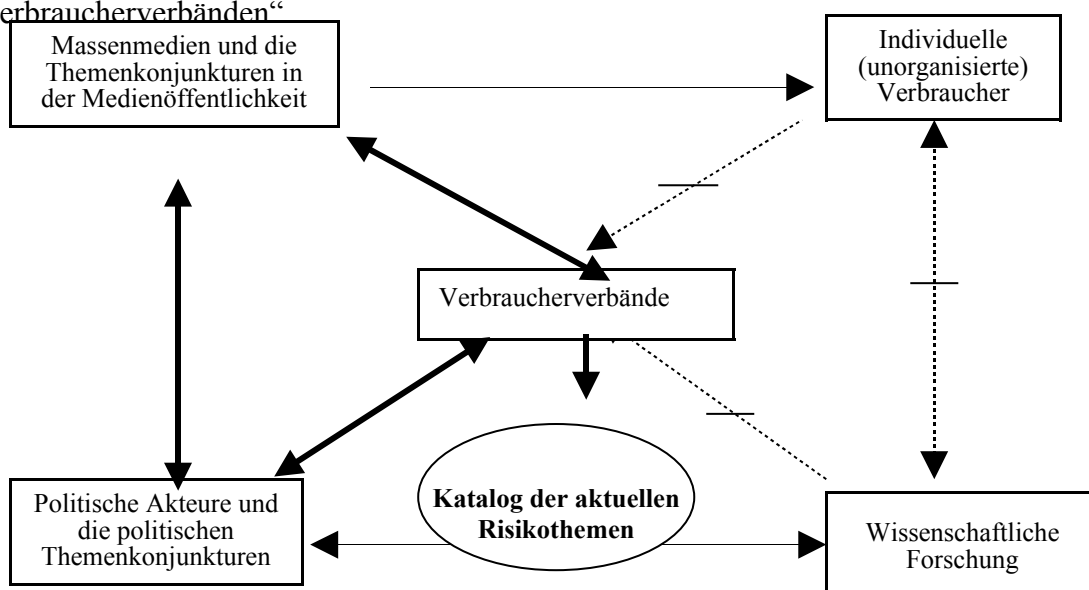 erbraucherverbänden“
Massenmedien und die
Themenkonjunkturen in
der Medienöffentlichkeit
Individuelle
(unorganisierte)
Verbraucher
Verbraucherverbände
Politische Akteure und
die politischen
Themenkonjunkturen
Katalog der aktuellen
Risikothemen
Wissenschaftliche
Forschung